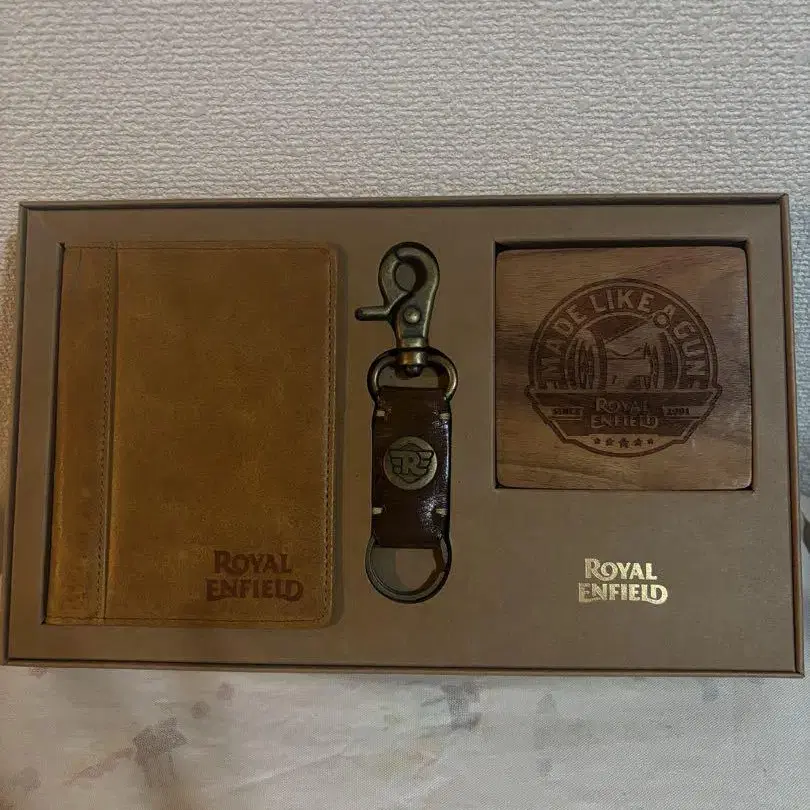 ROYAL
ENFIELD
R
MADE LIKE A GUN
SINCE 1901
ROYAL
ENFIELD
ROYAL
ENFIELD